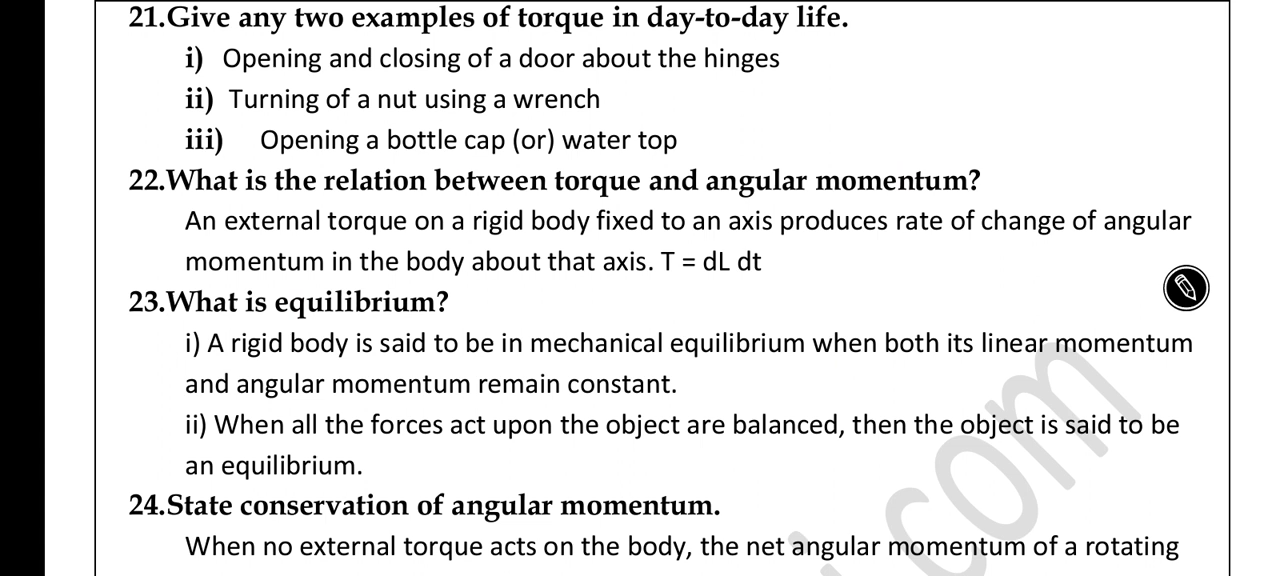 21.Give any two examples of torque in day-to-day life.
i) Opening and closing of a door about the hinges
ii) Turning of a nut using a wrench
iii) Opening a bottle cap (or) water top
22.What is the relation between torque and angular momentum?
An external torque on a rigid body fixed to an axis produces rate of change of angular
momentum in the body about that axis. T = dL dt
23.What is equilibrium?
i) A rigid body is said to be in mechanical equilibrium when both its linear momentum
and angular momentum remain constant.
ii) When all the forces act upon the object are balanced, then the object is said to be
an equilibrium.
24.State conservation of angular momentum.
When no external torque acts on the body, the net angular momentum of a rotating
com